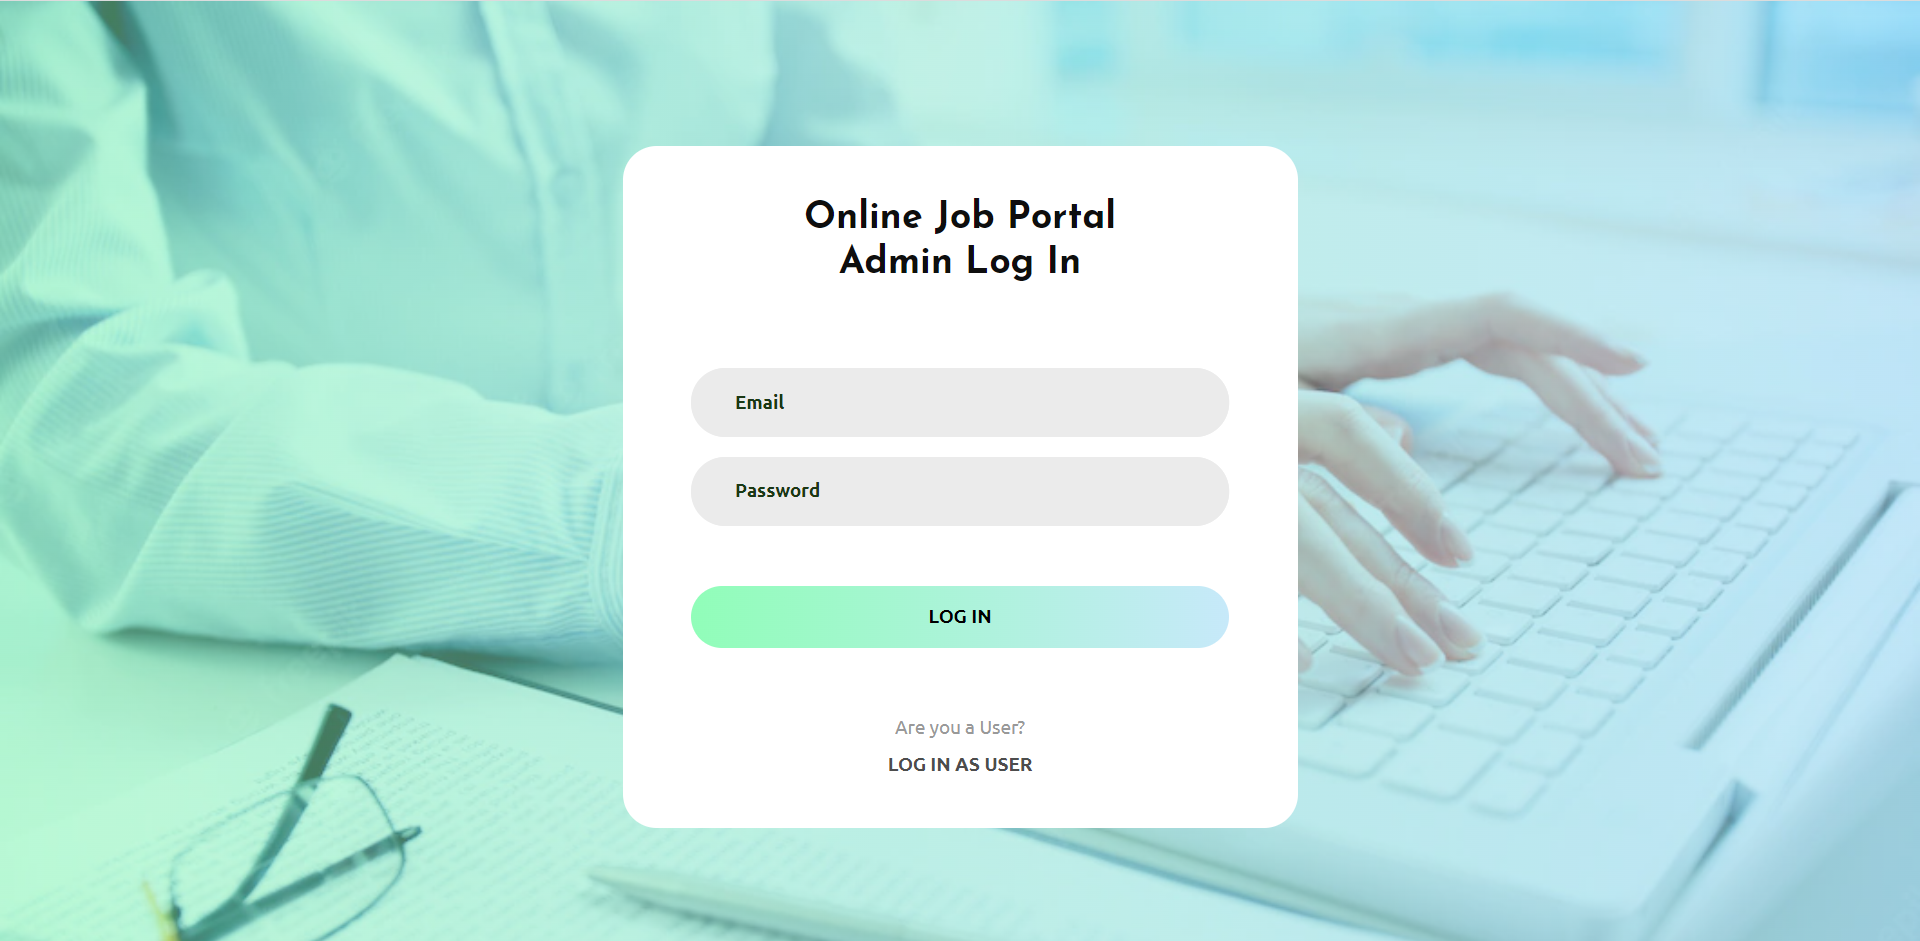 Online Job Portal
Admin Log In
Email
Password
LOG IN
Are you a User?
LOG IN AS USER